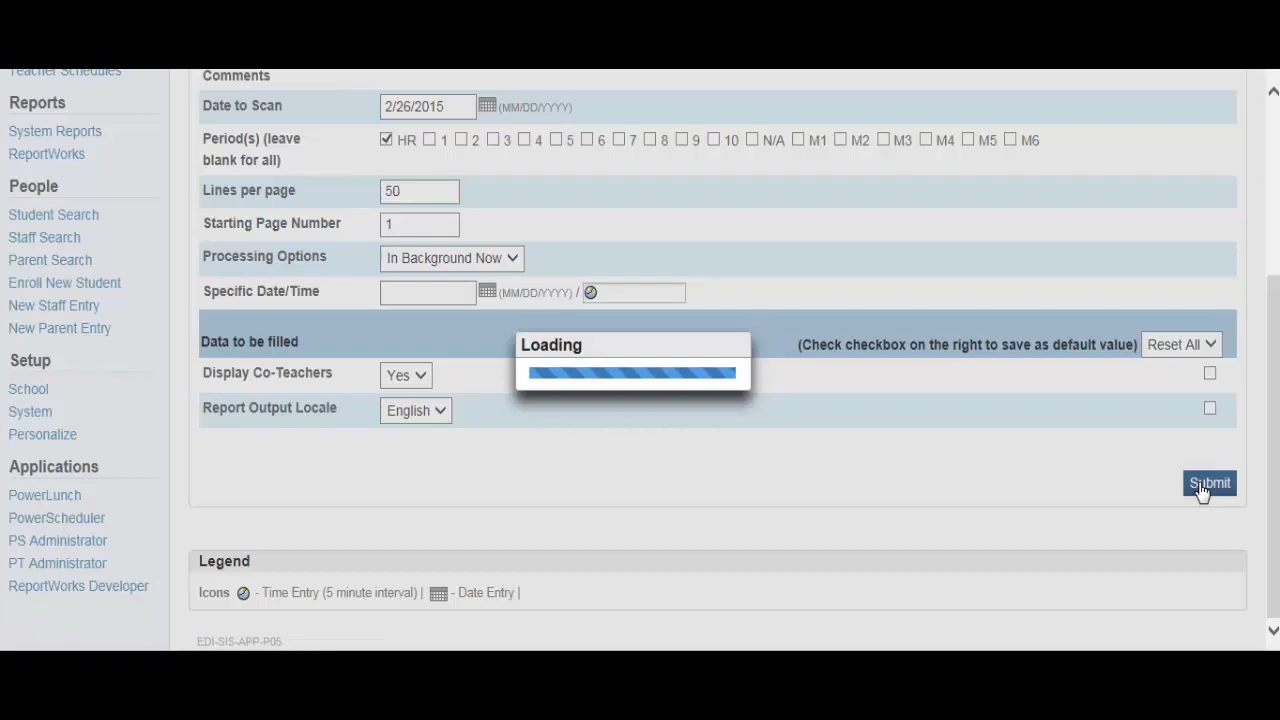 Teacher Schedules
Reports
System Reports
ReportWorks
People
Student Search
Staff Search
Parent Search
Enroll New Student
New Staff Entry
New Parent Entry
Setup
School
System
Personalize
Applications
PowerLunch
PowerScheduler
PS Administrator
PT Administrator
ReportWorks Developer
Comments
Date to Scan 2/26/2015 (MM/DD/YYYY)
Period(s) (leave blank for all) HR 1 2 3 4 5 6 7 8 9 10 N/A M1 M2 M3 M4 M5 M6
Lines per page 50
Starting Page Number 1
Processing Options In Background Now
Specific Date/Time (MM/DD/YYYY) /
Data to be filled (Check checkbox on the right to save as default value) Reset All
Loading
Display Co-Teachers Yes
Report Output Locale English
Submit
Legend
Icons - Time Entry (5 minute interval) | - Date Entry |
EDI-SIS-APP-P05